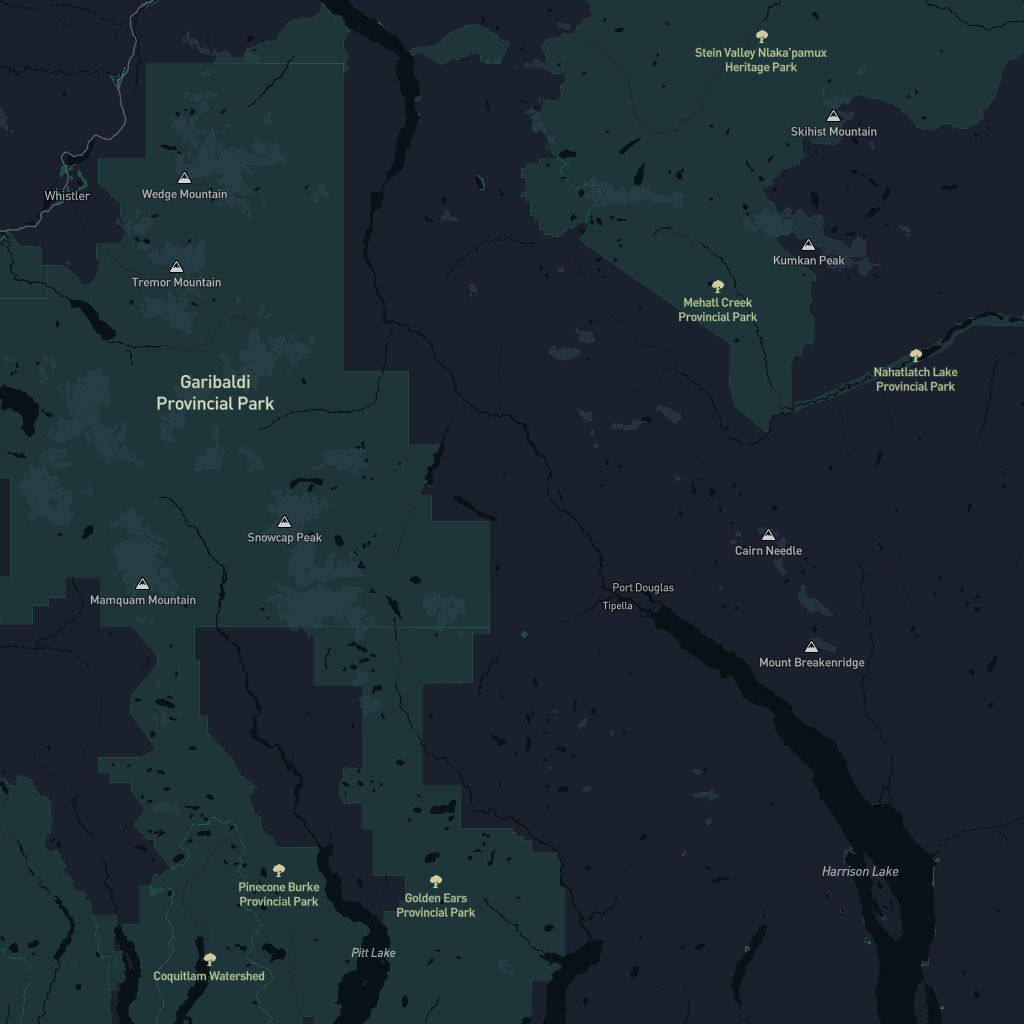 Stein Valley Nlaka'pamux
Heritage Park
Skihist Mountain
Whistler
Wedge Mountain
Kumkan Peak
Tremor Mountain
Mehatl Creek
Provincial Park
Nahatlatch Lake
Provincial Park
Garibaldi
Provincial Park
Snowcap Peak
Cairn Needle
Mamquam Mountain
Port Douglas
Tipella
Mount Breakenridge
Harrison Lake
Pinecone Burke
Provincial Park
Golden Ears
Provincial Park
Pitt Lake
Coquitlam Watershed